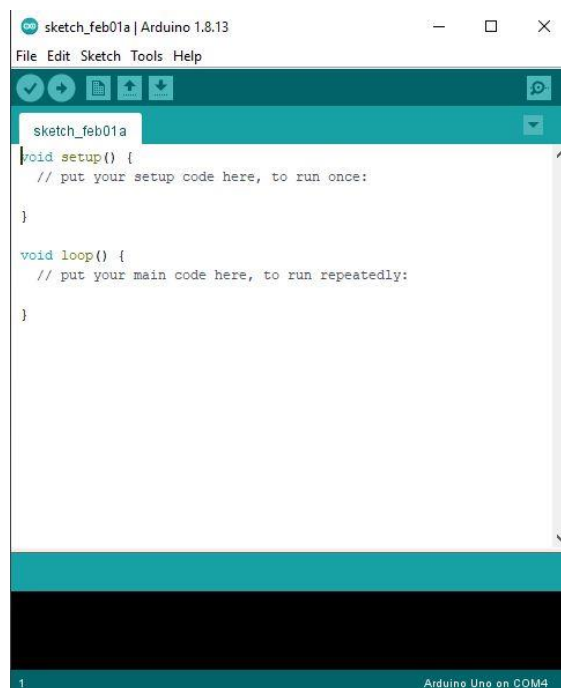 sketch_feb01a | Arduino 1.8.13
File Edit Sketch Tools Help
sketch_feb01a
void setup() {
  // put your setup code here, to run once:
}
void loop() {
  // put your main code here, to run repeatedly:
}
1
Arduino Uno on COM4